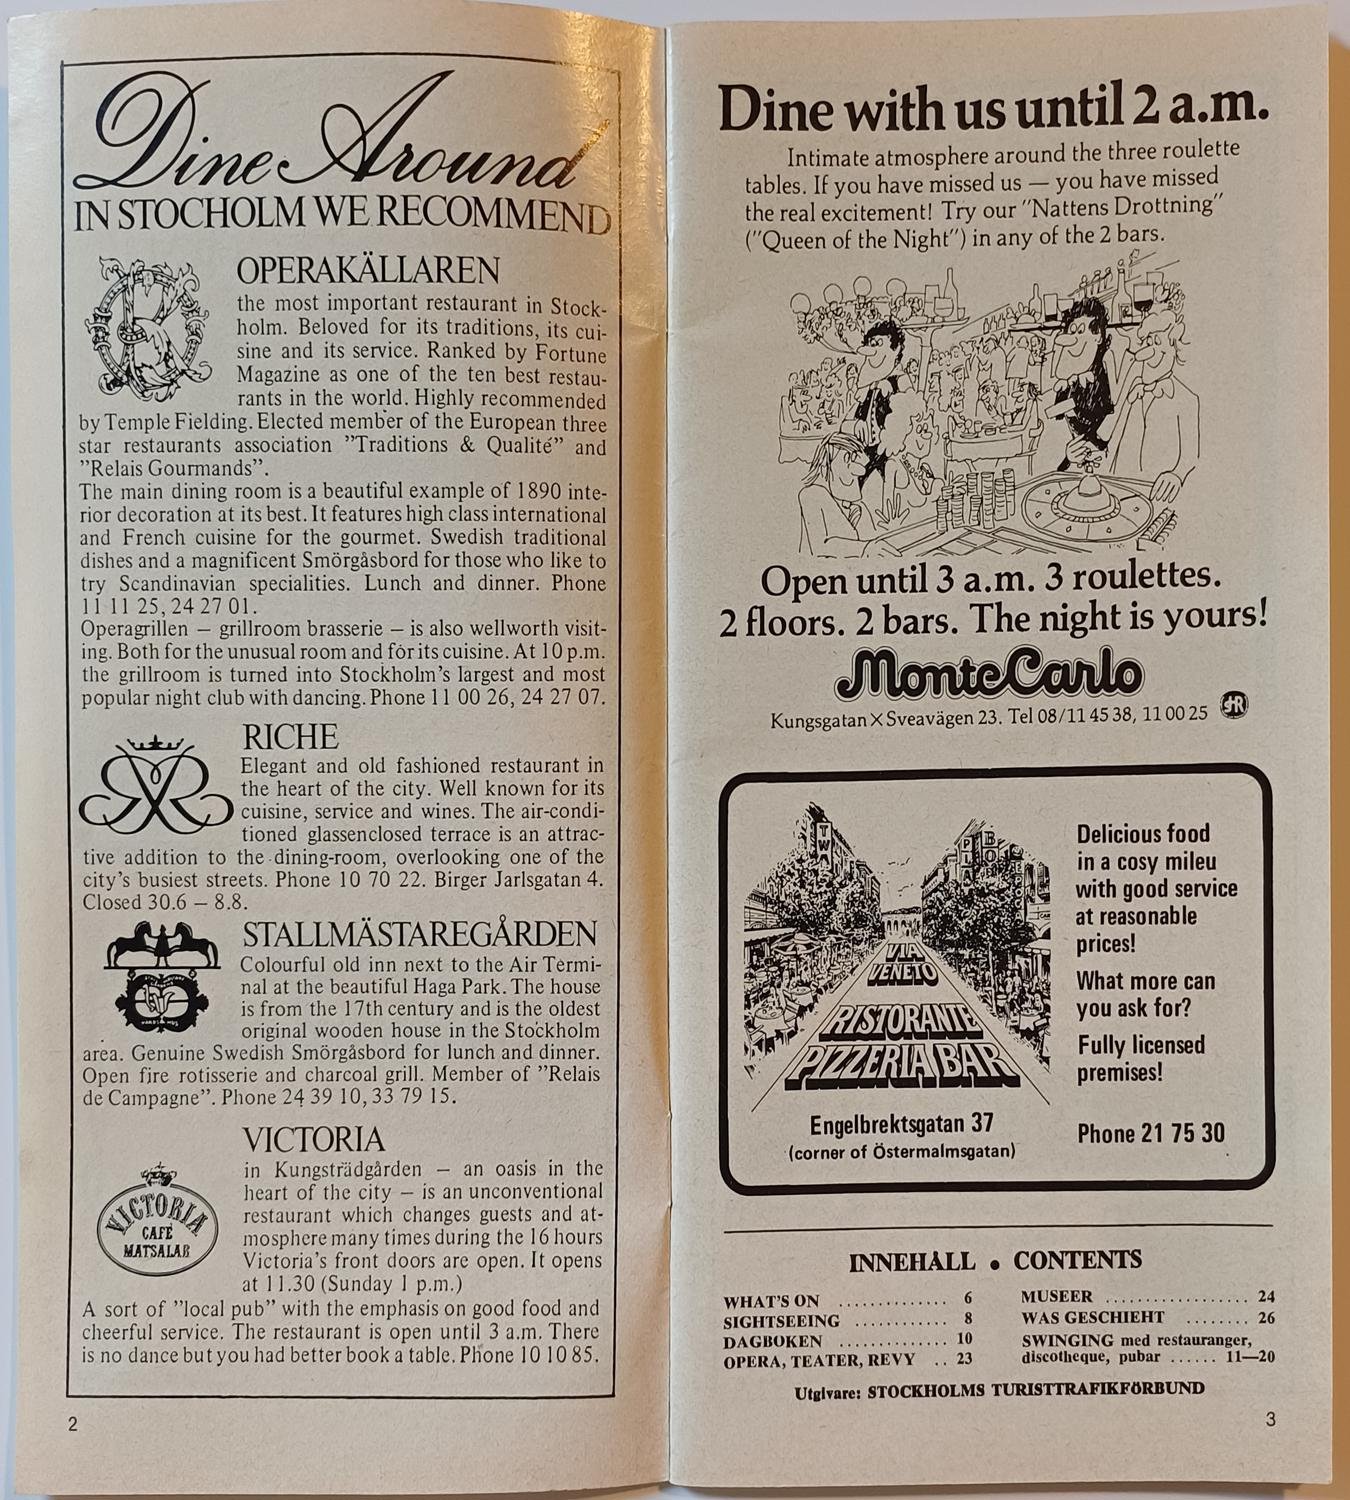 Dine Around
IN STOCHOLM WE RECOMMEND
OPERAKÄLLAREN
the most important restaurant in Stock-
holm. Beloved for its traditions, its cui-
sine and its service. Ranked by Fortune
Magazine as one of the ten best restau-
rants in the world. Highly recommended
by Temple Fielding. Elected member of the European three
star restaurants association ”Traditions & Qualité” and
”Relais Gourmands”.
The main dining room is a beautiful example of 1890 inte-
rior decoration at its best. It features high class international
and French cuisine for the gourmet. Swedish traditional
dishes and a magnificent Smörgåsbord for those who like to
try Scandinavian specialities. Lunch and dinner. Phone
11 11 25, 24 27 01.
Operagrillen – grillroom brasserie – is also wellworth visit-
ing. Both for the unusual room and for its cuisine. At 10 p.m.
the grillroom is turned into Stockholm's largest and most
popular night club with dancing. Phone 11 00 26, 24 27 07.
RICHE
Elegant and old fashioned restaurant in
the heart of the city. Well known for its
cuisine, service and wines. The air-condi-
tioned glassenclosed terrace is an attrac-
tive addition to the dining-room, overlooking one of the
city's busiest streets. Phone 10 70 22. Birger Jarlsgatan 4.
Closed 30.6 – 8.8.
STALLMÄSTAREGÅRDEN
Colourful old inn next to the Air Termi-
nal at the beautiful Haga Park. The house
is from the 17th century and is the oldest
original wooden house in the Stockholm
area. Genuine Swedish Smörgåsbord for lunch and dinner.
Open fire rotisserie and charcoal grill. Member of ”Relais
de Campagne”. Phone 24 39 10, 33 79 15.
VICTORIA
VICTORIA
CAFÉ
MATSALAR
in Kungsträdgården – an oasis in the
heart of the city – is an unconventional
restaurant which changes guests and at-
mosphere many times during the 16 hours
Victoria's front doors are open. It opens
at 11.30 (Sunday 1 p.m.)
A sort of ”local pub” with the emphasis on good food and
cheerful service. The restaurant is open until 3 a.m. There
is no dance but you had better book a table. Phone 10 10 85.
2
Dine with us until 2 a.m.
Intimate atmosphere around the three roulette
tables. If you have missed us — you have missed
the real excitement! Try our ”Nattens Drottning”
(”Queen of the Night”) in any of the 2 bars.
Open until 3 a.m. 3 roulettes.
2 floors. 2 bars. The night is yours!
MonteCarlo
Kungsgatan X Sveavägen 23. Tel 08/11 45 38, 11 00 25
SHR
TWA
VIA
VENETO
RISTORANTE
PIZZERIA BAR
Engelbrektsgatan 37
(corner of Östermalmsgatan)
Delicious food
in a cosy mileu
with good service
at reasonable
prices!
What more can
you ask for?
Fully licensed
premises!
Phone 21 75 30
INNEHÅLL • CONTENTS
WHAT'S ON .............. 6
SIGHTSEEING ............ 8
DAGBOKEN .............. 10
OPERA, TEATER, REVY .. 23
MUSEER .................. 24
WAS GESCHIEHT ........ 26
SWINGING med restauranger,
discotheque, pubar ...... 11—20
Utgivare: STOCKHOLMS TURISTTRAFIKFÖRBUND
3